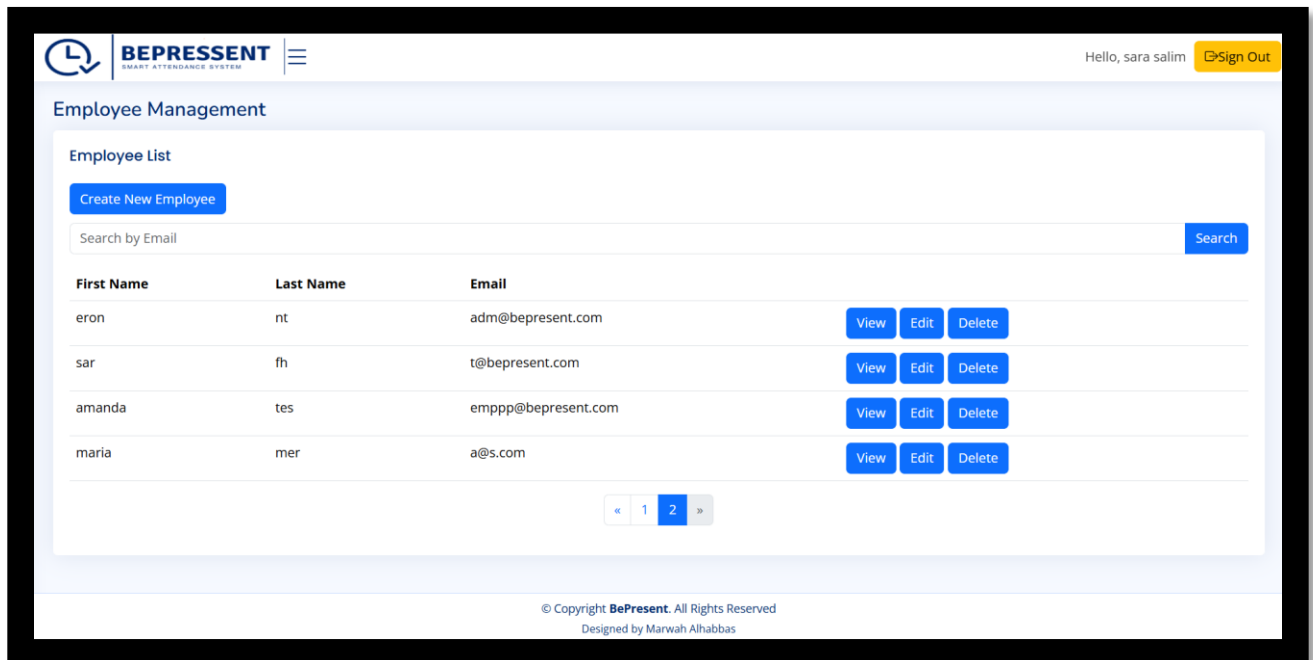 BEPRESSENT
SMART ATTENDANCE SYSTEM
Hello, sara salim Sign Out
Employee Management
Employee List
Create New Employee
Search by Email Search
First Name Last Name Email
eron nt adm@bepresent.com View Edit Delete
sar fh t@bepresent.com View Edit Delete
amanda tes emppp@bepresent.com View Edit Delete
maria mer a@s.com View Edit Delete
« 1 2 »
© Copyright BePresent. All Rights Reserved
Designed by Marwah Alhabbas